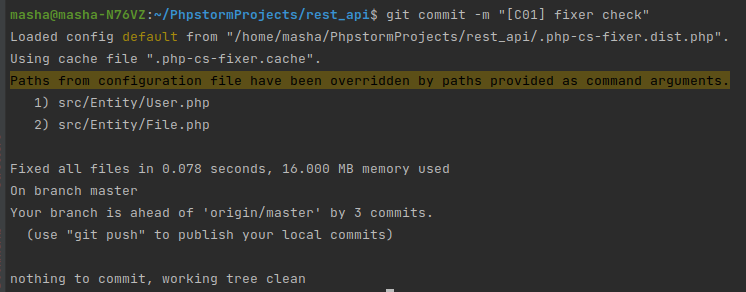 masha@masha-N76VZ:~/PhpstormProjects/rest_api$ git commit -m "[C01] fixer check"
Loaded config default from "/home/masha/PhpstormProjects/rest_api/.php-cs-fixer.dist.php".
Using cache file ".php-cs-fixer.cache".
Paths from configuration file have been overridden by paths provided as command arguments.
   1) src/Entity/User.php
   2) src/Entity/File.php
Fixed all files in 0.078 seconds, 16.000 MB memory used
On branch master
Your branch is ahead of 'origin/master' by 3 commits.
  (use "git push" to publish your local commits)
nothing to commit, working tree clean